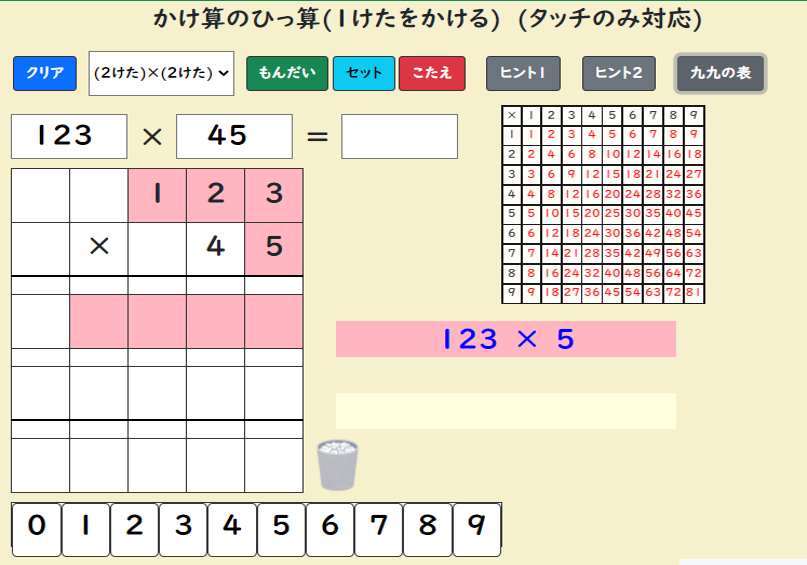 かけ算のひっ算(1けたをかける) (タッチのみ対応)
クリア (2けた)×(2けた) もんだい セット こたえ ヒント1 ヒント2 九九の表
123 × 45 =
1 2 3
× 4 5
× 1 2 3 4 5 6 7 8 9
1 1 2 3 4 5 6 7 8 9
2 2 4 6 8 10 12 14 16 18
3 3 6 9 12 15 18 21 24 27
4 4 8 12 16 20 24 28 32 36
5 5 10 15 20 25 30 35 40 45
6 6 12 18 24 30 36 42 48 54
7 7 14 21 28 35 42 49 56 63
8 8 16 24 32 40 48 56 64 72
9 9 18 27 36 45 54 63 72 81
123 × 5
0 1 2 3 4 5 6 7 8 9